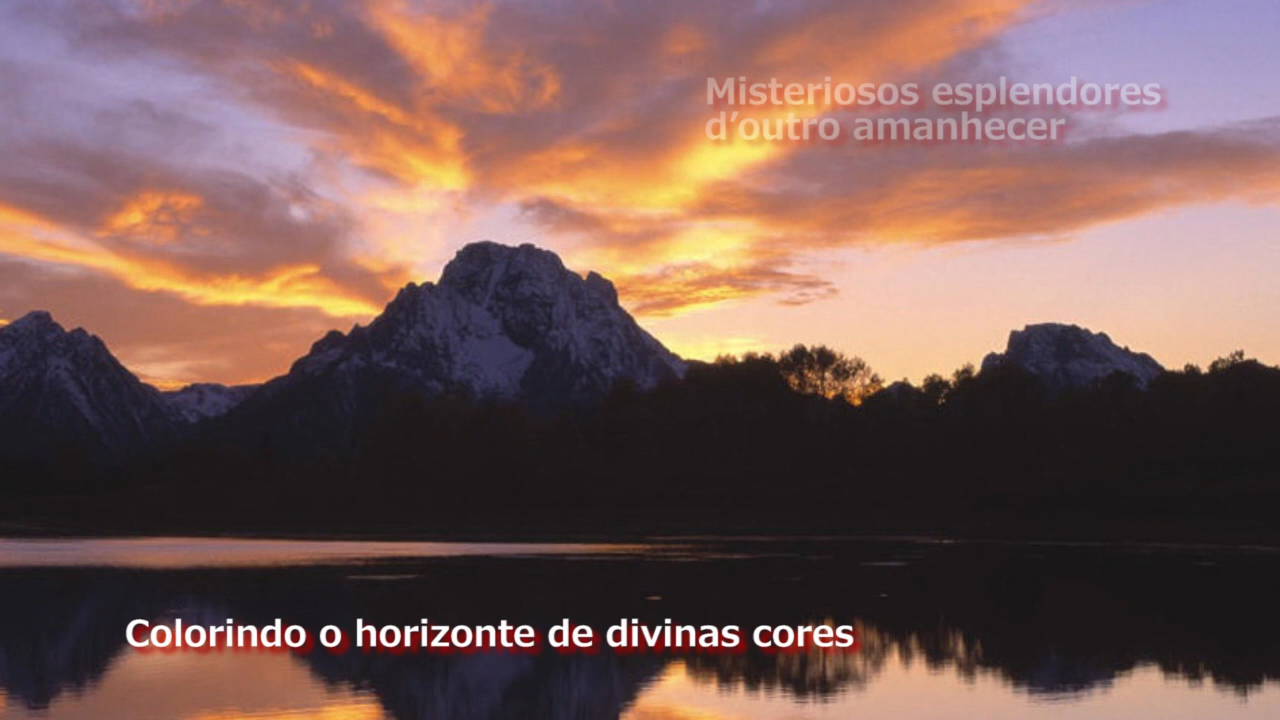 Misteriosos esplendores
d’outro amanhecer
Colorindo o horizonte de divinas cores